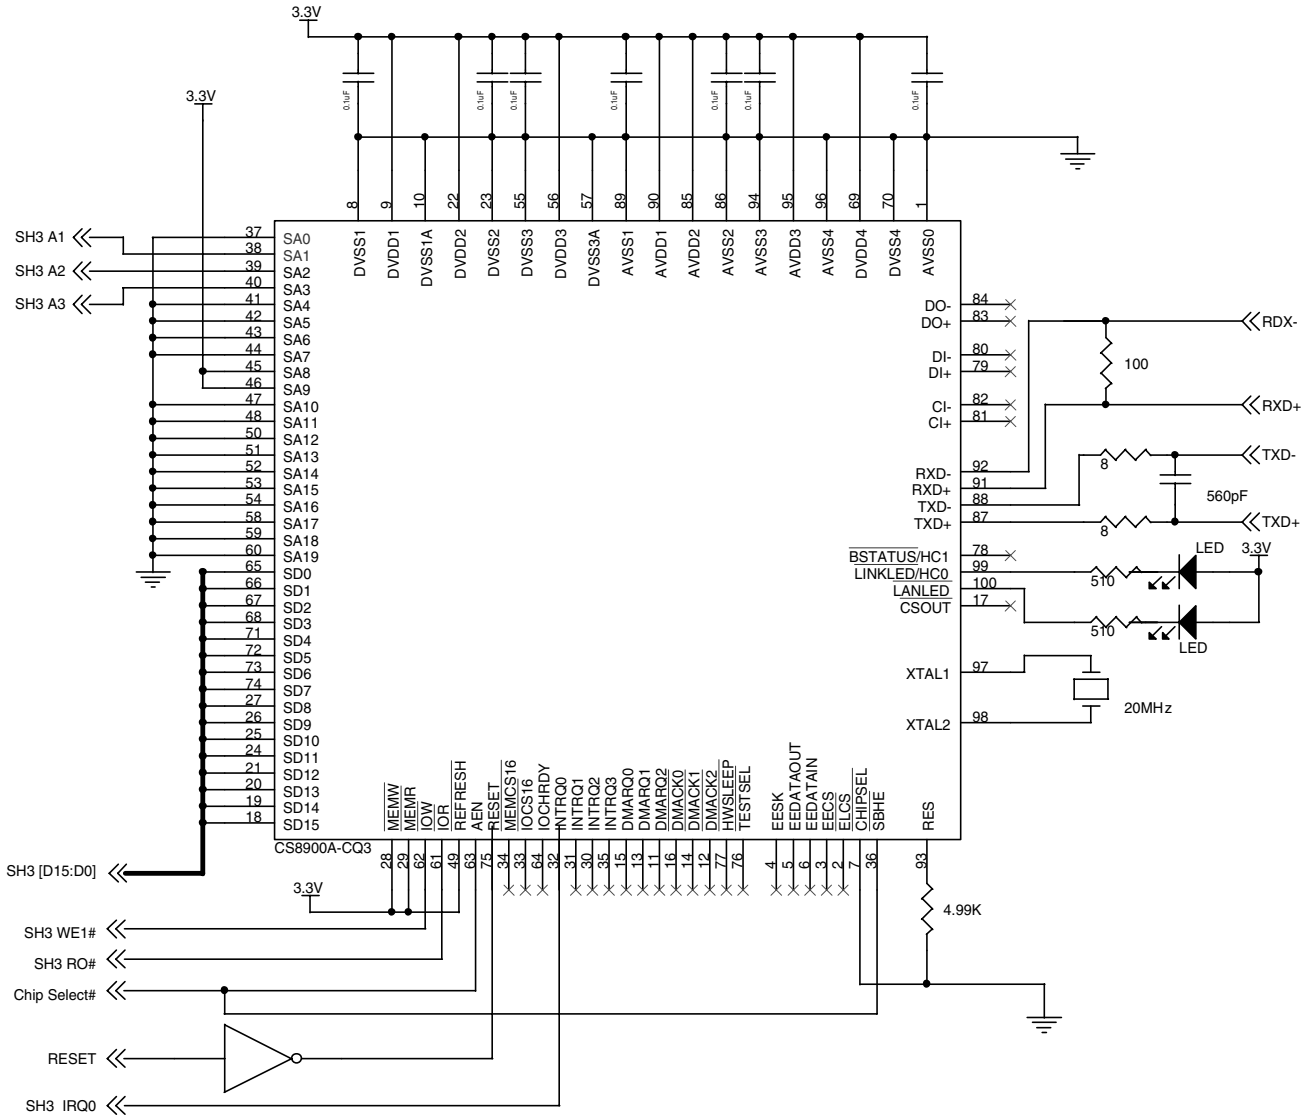 3.3V
0.1uF 0.1uF 0.1uF 0.1uF 0.1uF 0.1uF 0.1uF
3.3V
8 9 10 22 23 55 56 57 89 90 85 86 94 95 96 69 70 1
DVSS1 DVDD1 DVSS1A DVDD2 DVSS2 DVSS3 DVDD3 DVSS3A AVSS1 AVDD1 AVDD2 AVSS2 AVSS3 AVDD3 AVSS4 DVDD4 DVSS4 AVSS0
SH3 A1
SH3 A2
SH3 A3
37 SA0
38 SA1
39 SA2
40 SA3
41 SA4
42 SA5
43 SA6
44 SA7
45 SA8
46 SA9
47 SA10
48 SA11
50 SA12
51 SA13
52 SA14
53 SA15
54 SA16
58 SA17
59 SA18
60 SA19
65 SD0
66 SD1
67 SD2
68 SD3
71 SD4
72 SD5
73 SD6
74 SD7
27 SD8
26 SD9
25 SD10
24 SD11
21 SD12
20 SD13
19 SD14
18 SD15
DO- 84
DO+ 83
DI- 80
DI+ 79
CI- 82
CI+ 81
RXD- 92
RXD+ 91
TXD- 88
TXD+ 87
BSTATUS/HC1 78
LINKLED/HC0 99
LANLED 100
CSOUT 17
XTAL1 97
XTAL2 98
RDX-
100
RXD+
TXD-
8
560pF
TXD+
8
LED 3.3V
510
510
LED
20MHz
MEMW MEMR IOW IOR REFRESH AEN RESET MEMCS16 IOCS16 IOCHRDY INTRQ0 INTRQ1 INTRQ2 INTRQ3 DMARQ0 DMARQ1 DMARQ2 DMACK0 DMACK1 DMACK2 HWSLEEP TESTSEL EESK EEDATAOUT EEDATAIN EECS ELCS CHIPSEL SBHE RES
CS8900A-CQ3
28 29 62 61 49 63 75 34 33 64 32 31 30 35 15 13 11 16 14 12 77 76 4 5 6 3 2 7 36 93
SH3 [D15:D0]
3.3V
4.99K
SH3 WE1#
SH3 RO#
Chip Select#
RESET
SH3 IRQ0